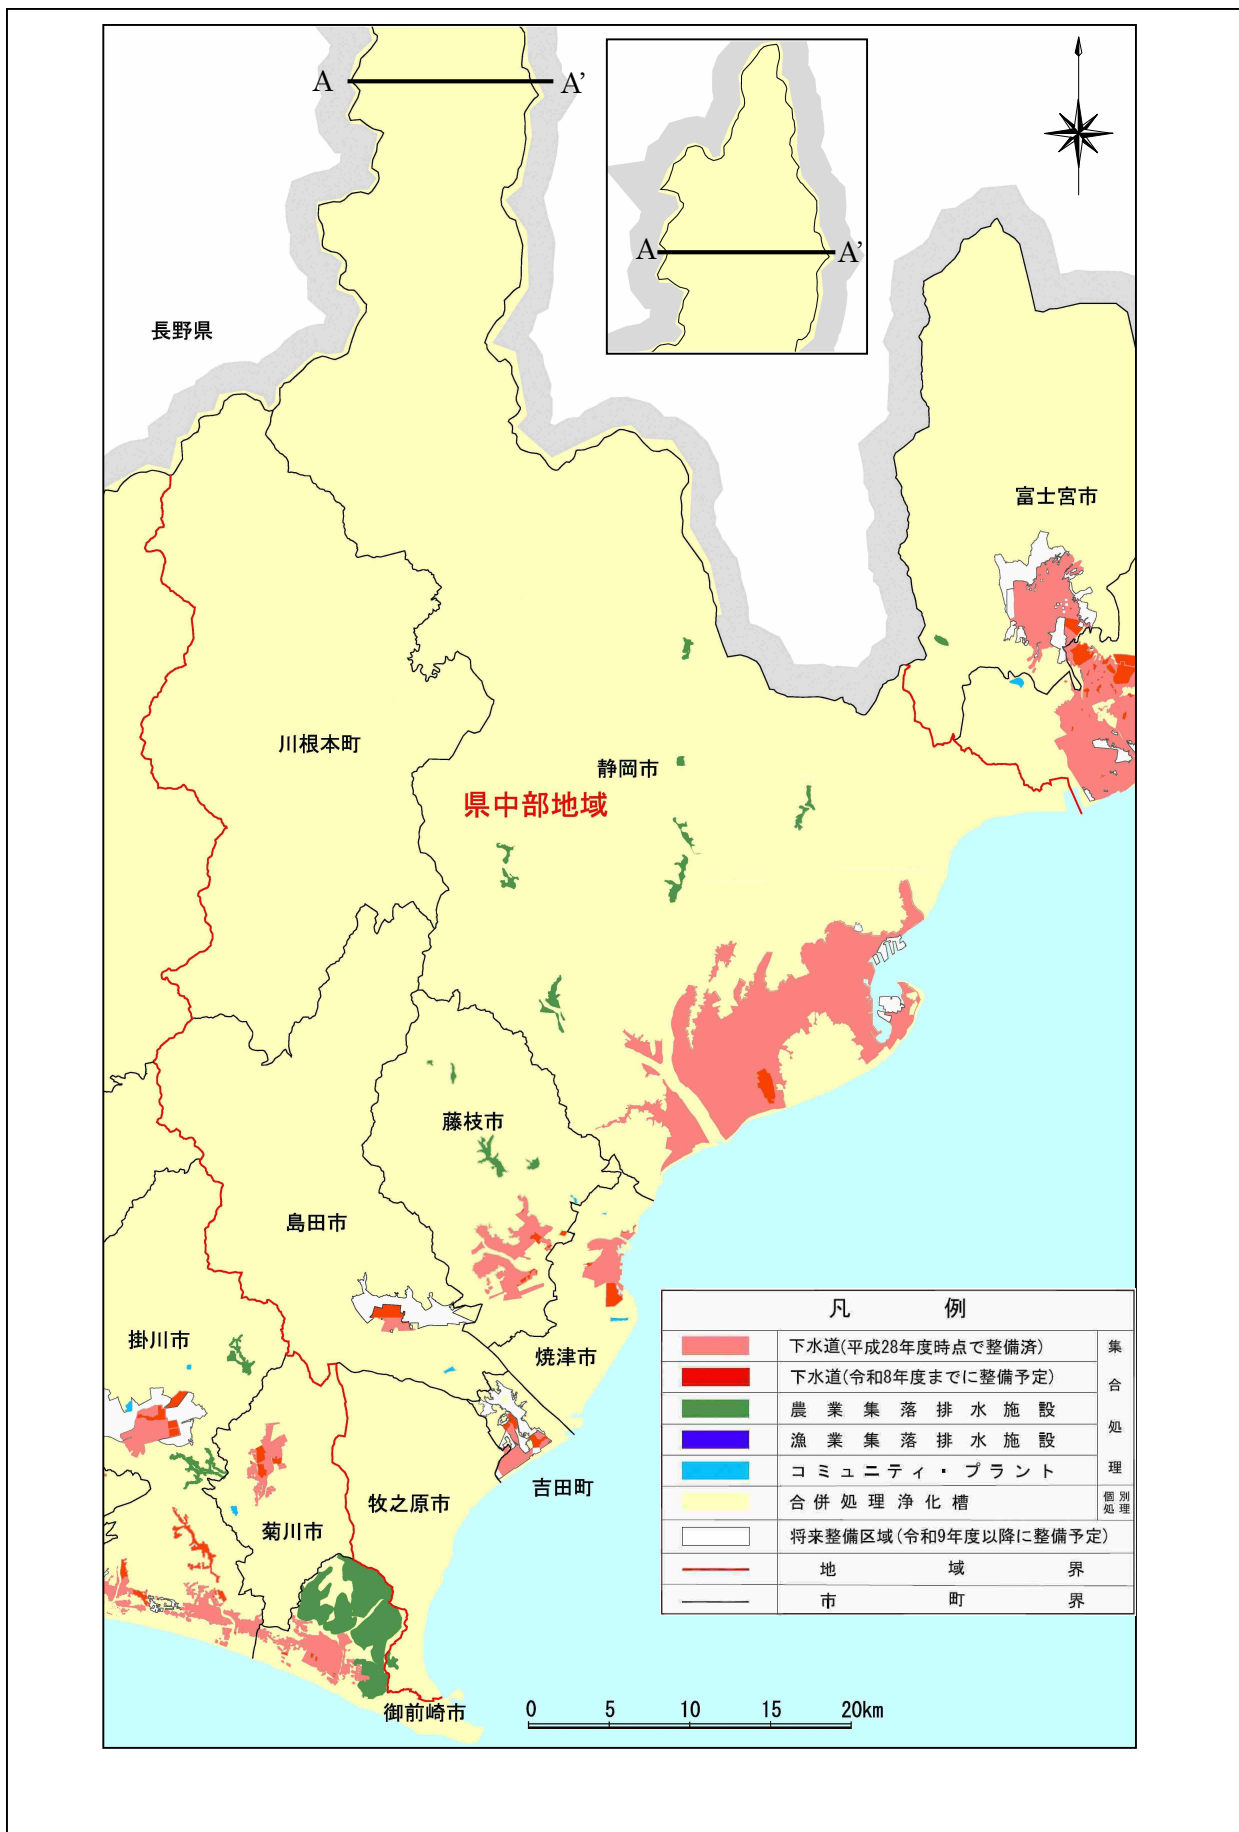 A A’
A A’
長野県
富士宮市
川根本町
静岡市
県中部地域
藤枝市
島田市
掛川市
焼津市
吉田町
牧之原市
菊川市
御前崎市
凡 例
下水道(平成28年度時点で整備済)
下水道(令和8年度までに整備予定)
農業集落排水施設
漁業集落排水施設
コミュニティ・プラント
集合処理
合併処理浄化槽
個別処理
将来整備区域(令和9年度以降に整備予定)
地域界
市町界
0 5 10 15 20km